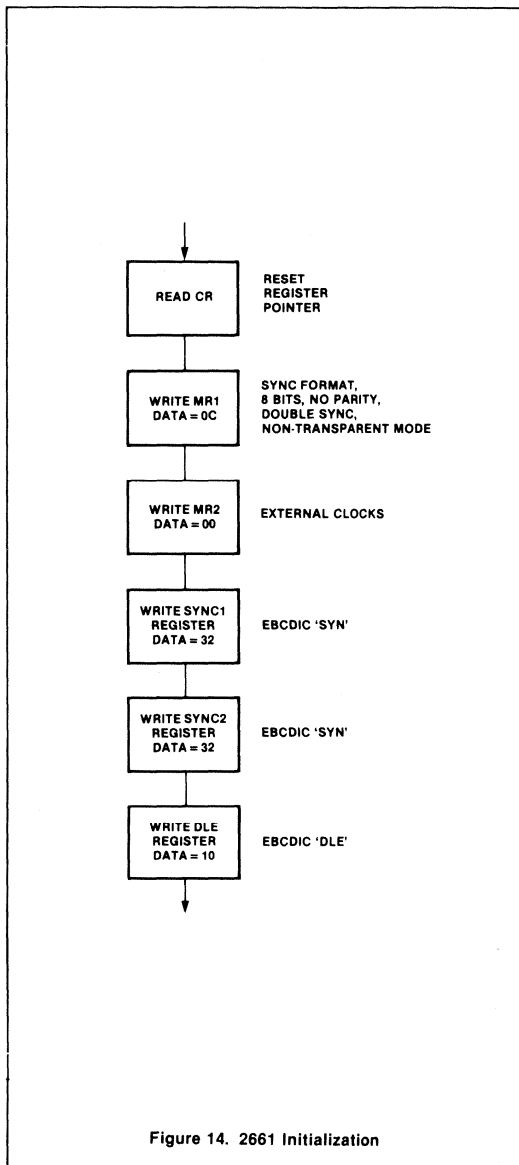 READ CR
RESET
REGISTER
POINTER
WRITE MR1
DATA = 0C
SYNC FORMAT,
8 BITS, NO PARITY,
DOUBLE SYNC,
NON-TRANSPARENT MODE
WRITE MR2
DATA = 00
EXTERNAL CLOCKS
WRITE SYNC1
REGISTER
DATA = 32
EBCDIC 'SYN'
WRITE SYNC2
REGISTER
DATA = 32
EBCDIC 'SYN'
WRITE DLE
REGISTER
DATA = 10
EBCDIC 'DLE'
Figure 14. 2661 Initialization